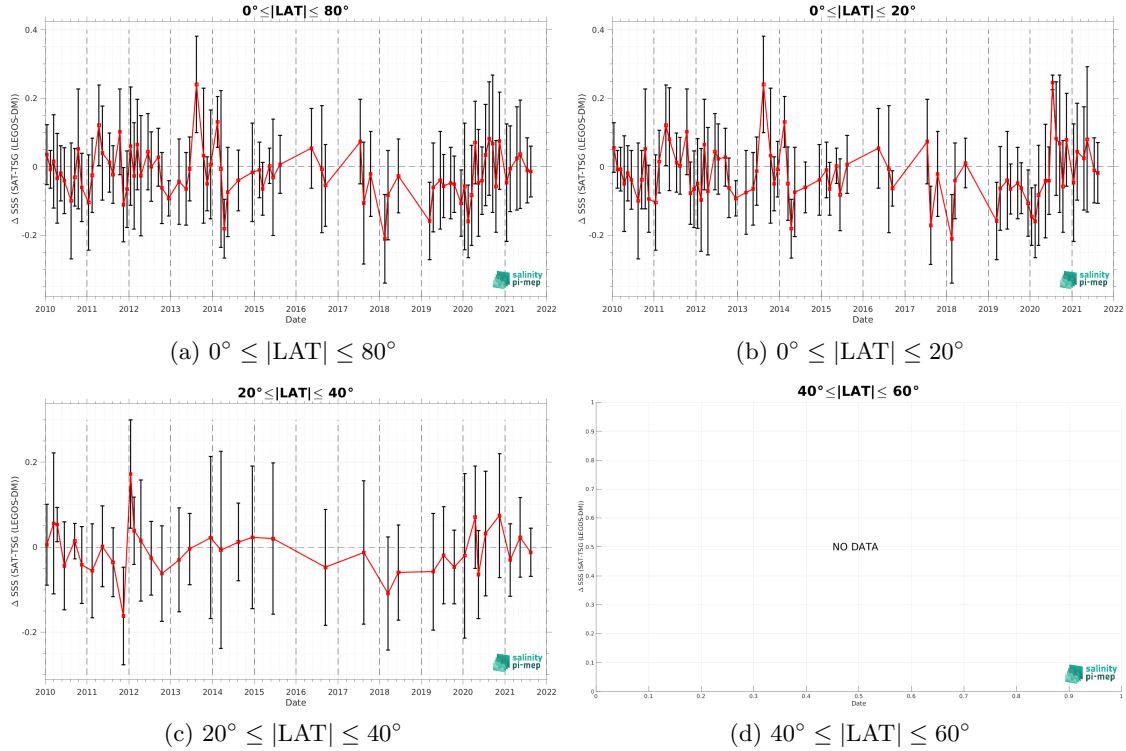 0°≤|LAT|≤ 80°
Δ SSS (SAT-TSG (LEGOS-DM))
0.4
0.2
0
-0.2
2010 2011 2012 2013 2014 2015 2016 2017 2018 2019 2020 2021 2022
Date
salinity
pi-mep
(a) 0° ≤ |LAT| ≤ 80°
0°≤|LAT|≤ 20°
Δ SSS (SAT-TSG (LEGOS-DM))
0.4
0.2
0
-0.2
2010 2011 2012 2013 2014 2015 2016 2017 2018 2019 2020 2021 2022
Date
salinity
pi-mep
(b) 0° ≤ |LAT| ≤ 20°
20°≤|LAT|≤ 40°
Δ SSS (SAT-TSG (LEGOS-DM))
0.2
0
-0.2
2010 2011 2012 2013 2014 2015 2016 2017 2018 2019 2020 2021 2022
Date
salinity
pi-mep
(c) 20° ≤ |LAT| ≤ 40°
40°≤|LAT|≤ 60°
Δ SSS (SAT-TSG (LEGOS-DM))
1
0.9
0.8
0.7
0.6
0.5
0.4
0.3
0.2
0.1
0
NO DATA
0 0.1 0.2 0.3 0.4 0.5 0.6 0.7 0.8 0.9 1
Date
salinity
pi-mep
(d) 40° ≤ |LAT| ≤ 60°